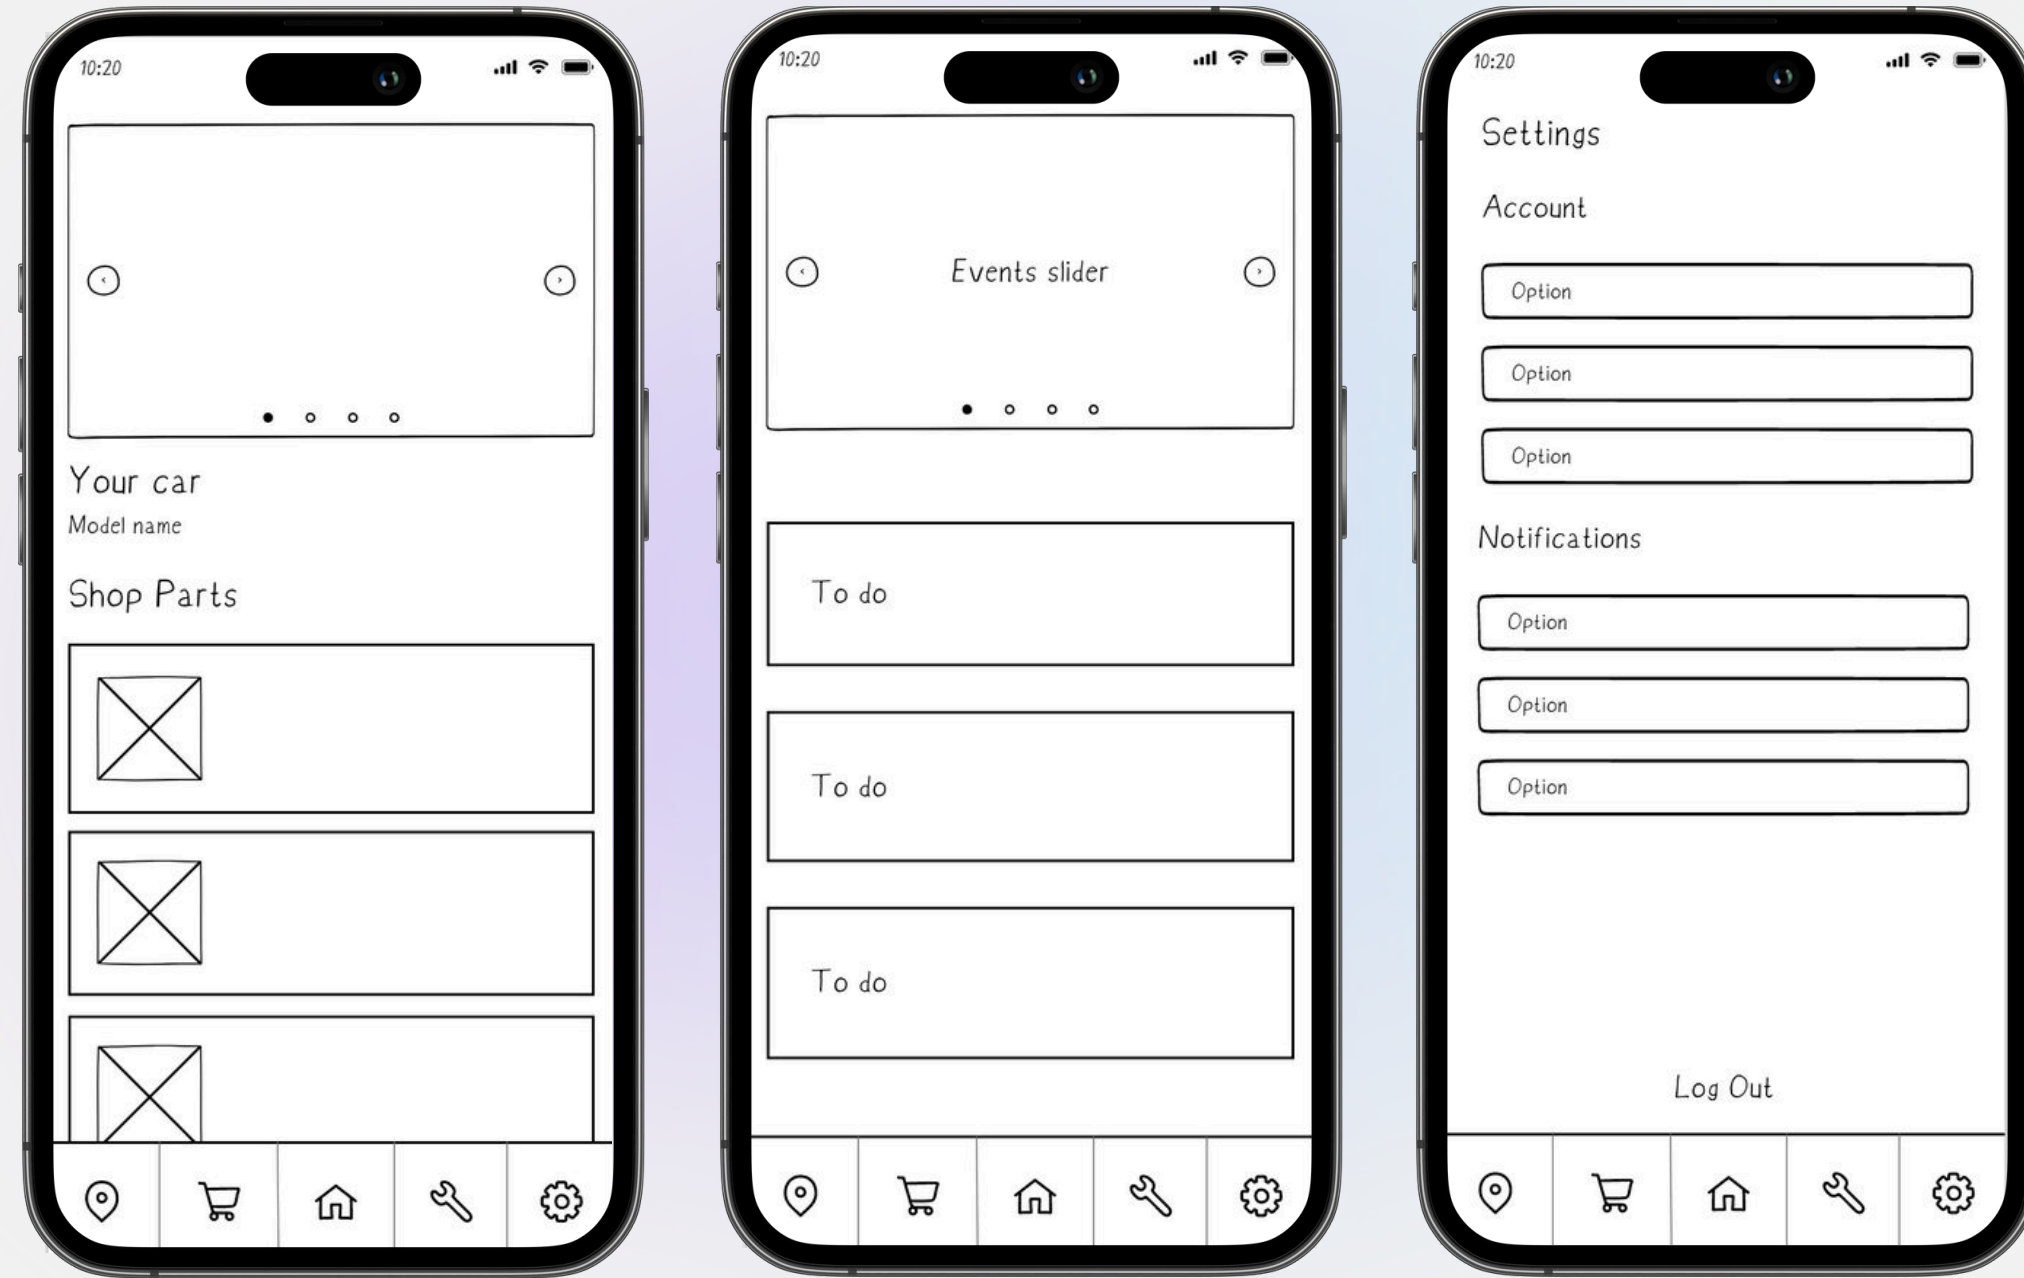 10:20
Your car
Model name
Shop Parts
10:20
Events slider
To do
To do
To do
10:20
Settings
Account
Option
Option
Option
Notifications
Option
Option
Option
Log Out